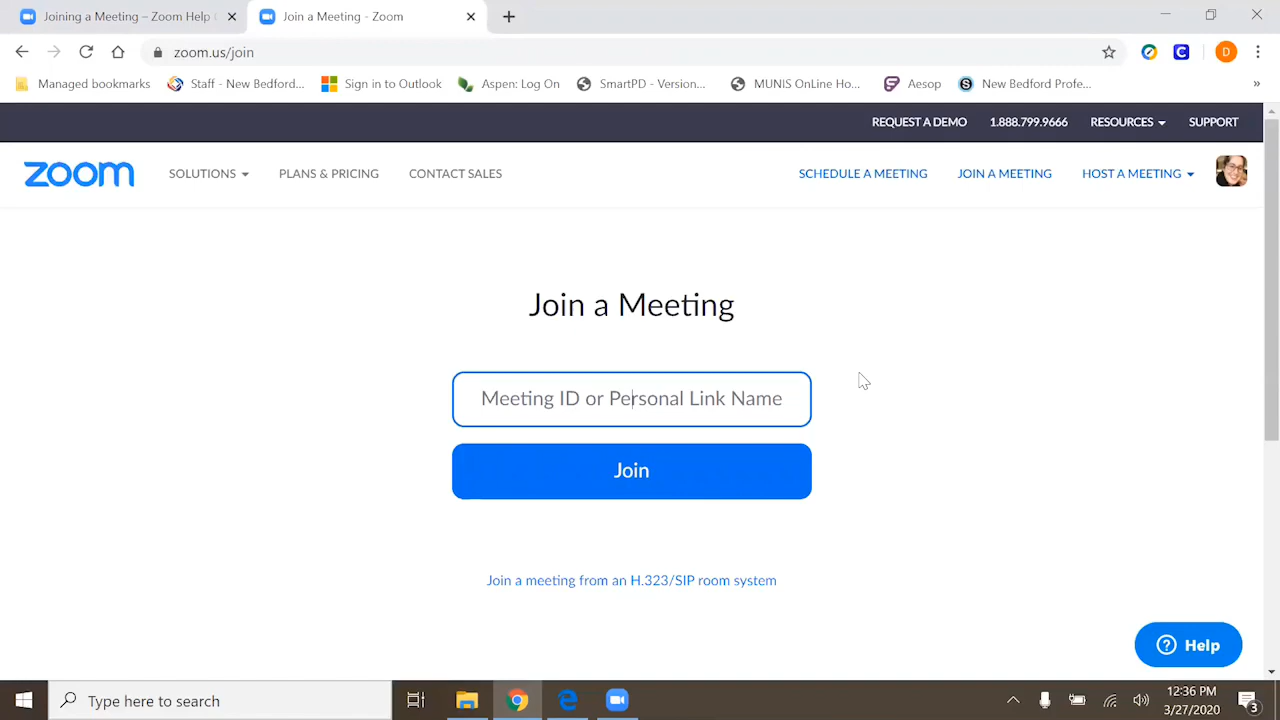 Joining a Meeting – Zoom Help
Join a Meeting - Zoom
zoom.us/join
D
Managed bookmarks
Staff - New Bedford...
Sign in to Outlook
Aspen: Log On
SmartPD - Version...
MUNIS OnLine Ho...
Aesop
New Bedford Profe...
REQUEST A DEMO
1.888.799.9666
RESOURCES
SUPPORT
zoom
SOLUTIONS
PLANS & PRICING
CONTACT SALES
SCHEDULE A MEETING
JOIN A MEETING
HOST A MEETING
Join a Meeting
Meeting ID or Personal Link Name
Join
Join a meeting from an H.323/SIP room system
Help
Type here to search
12:36 PM
3/27/2020
3